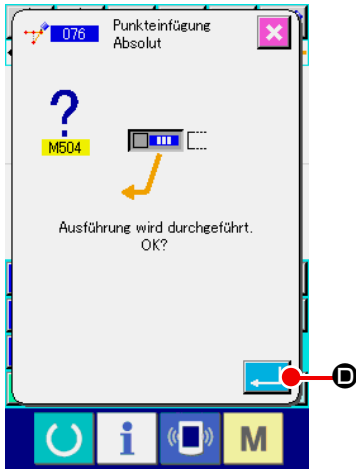 076 Punkteinfügung
Absolut
?
M504
Ausführung wird durchgeführt.
OK?
D
i
M